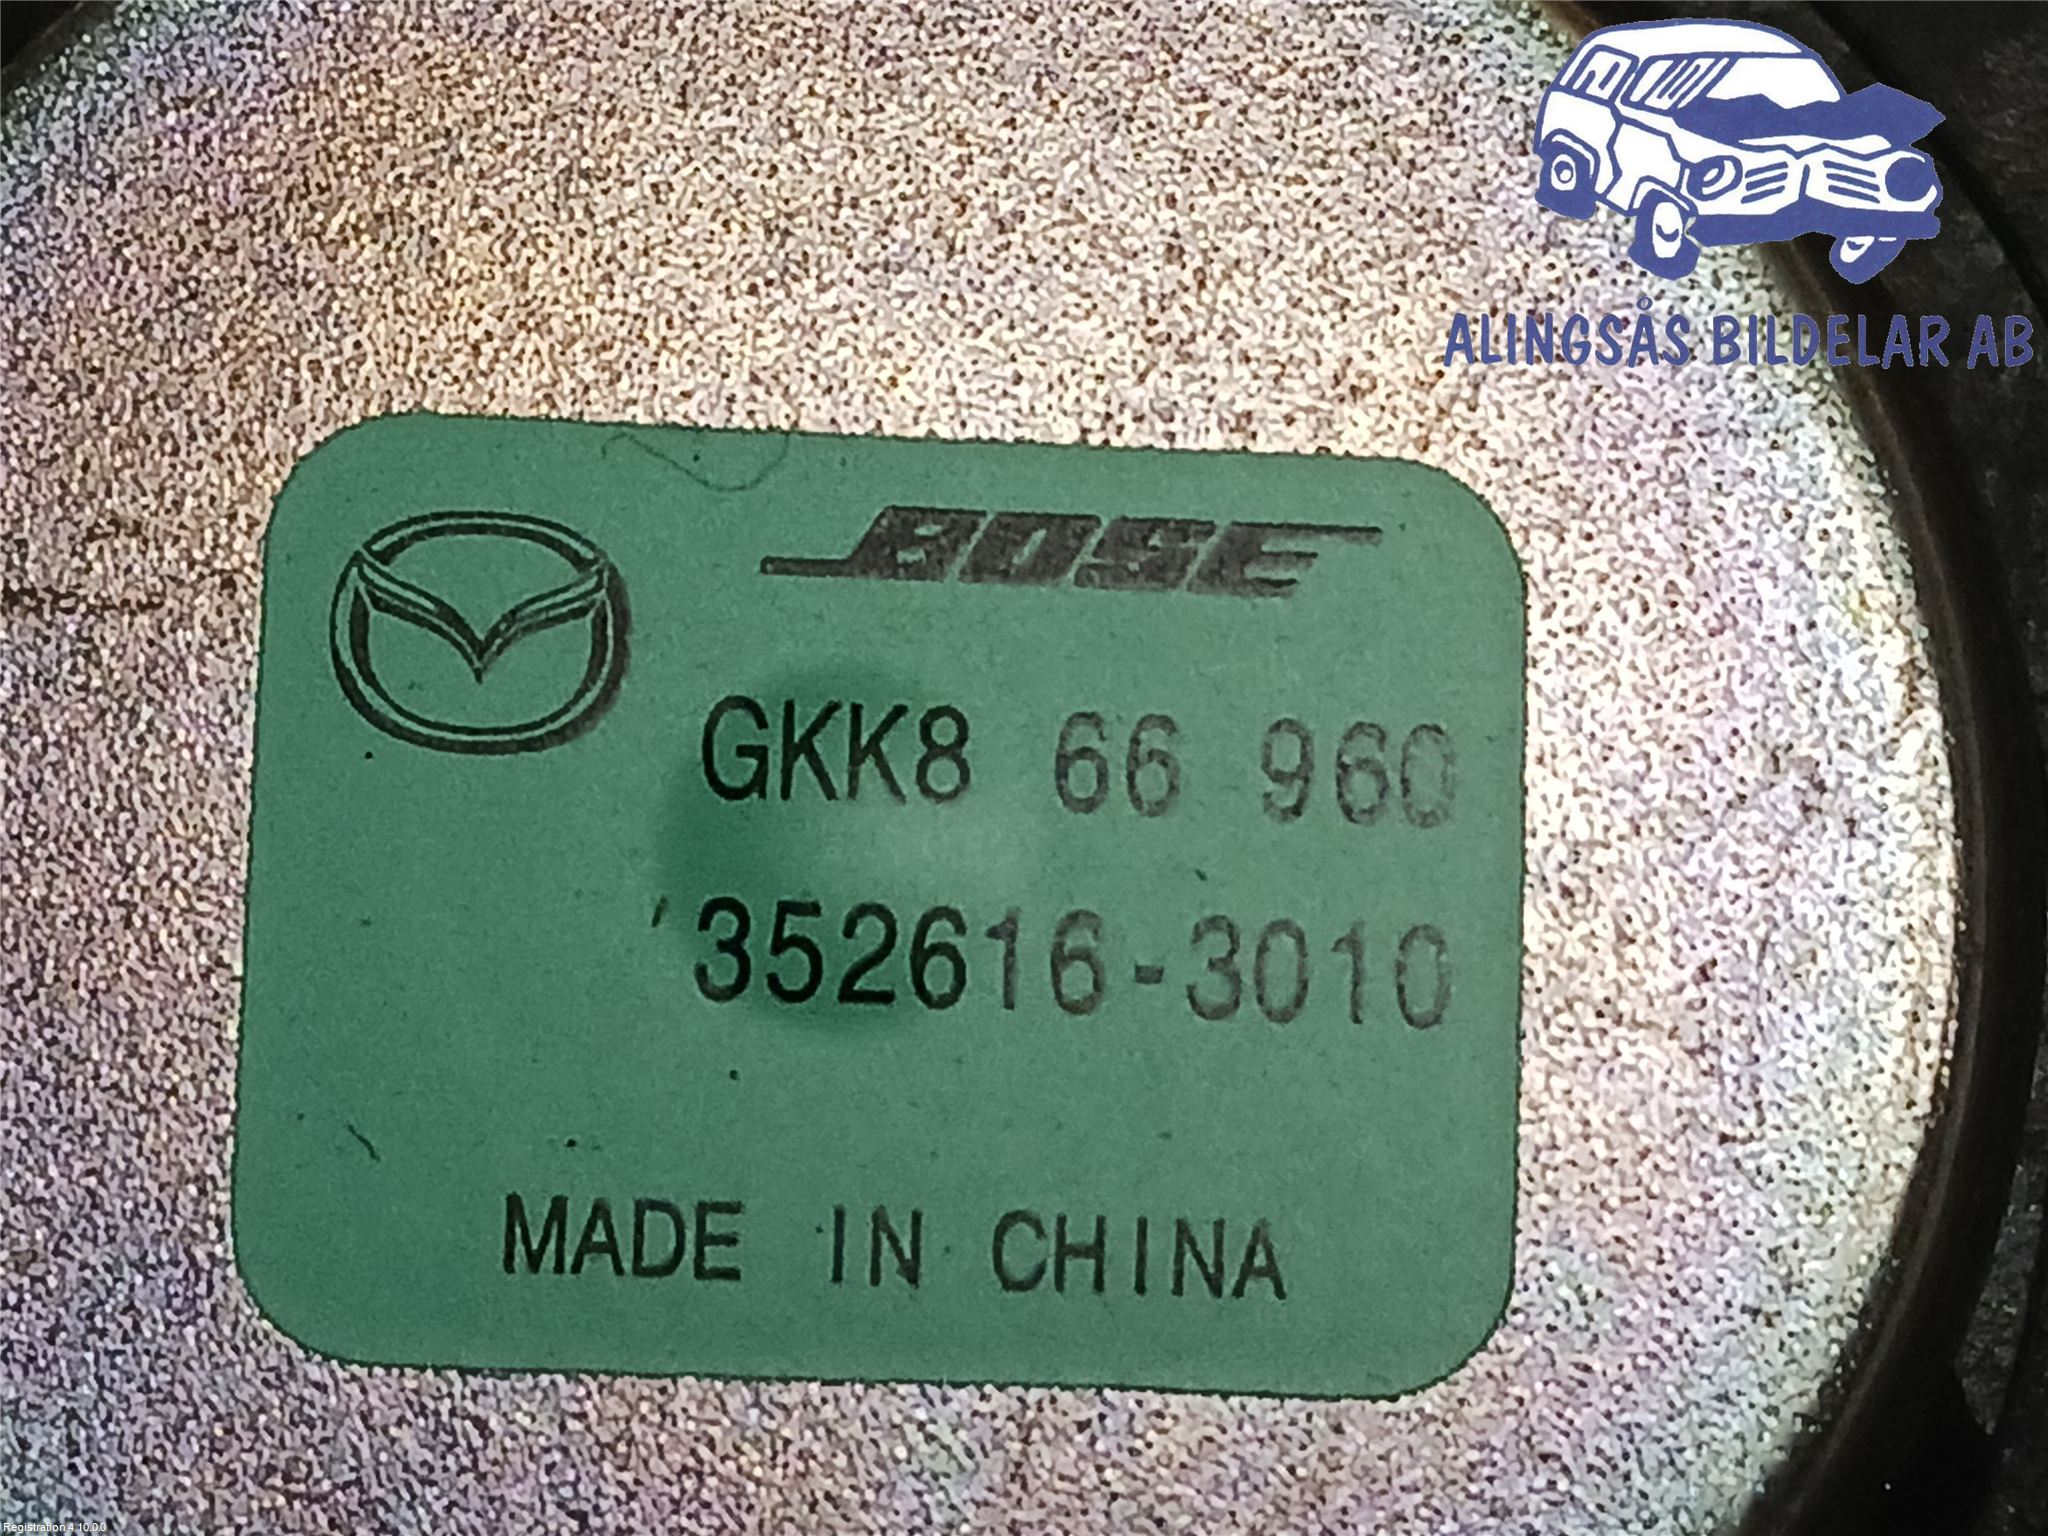 ALINGSÅS BILDELAR AB
BOSE
GKK8 66 960
352616-3010
MADE IN CHINA
Registration 4.10.0.0